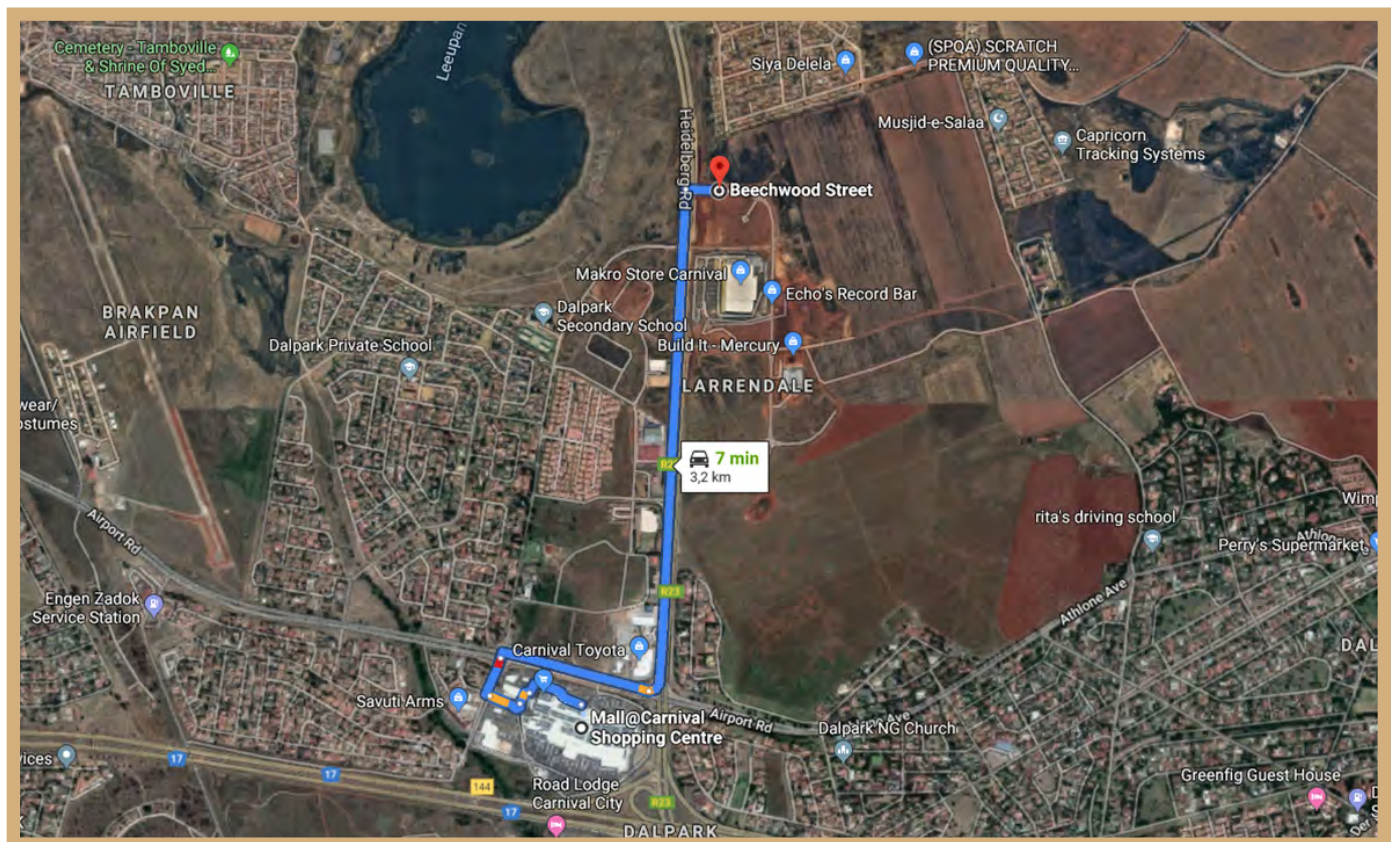 Cemetery - Tamboville
& Shrine Of Syed...
TAMBOVILLE
Leeupan
Heidelberg Rd
Siya Delela
(SPQA) SCRATCH
PREMIUM QUALITY...
Musjid-e-Salaa
Capricorn
Tracking Systems
Beechwood Street
Makro Store Carnival
Echo's Record Bar
BRAKPAN
AIRFIELD
Dalpark
Secondary School
Dalpark Private School
Build It - Mercury
LARRENDALE
wear/
ostumes
7 min
3,2 km
rita's driving school
Perry's Supermarket
Airport Rd
Engen Zadok
Service Station
R23
Athlone Ave
Carnival Toyota
Savuti Arms
Mall@Carnival
Shopping Centre
Airport Rd
Dalpark NG Church
vices
17
17
144
17
Road Lodge
Carnival City
R23
Greenfig Guest House
DALPARK